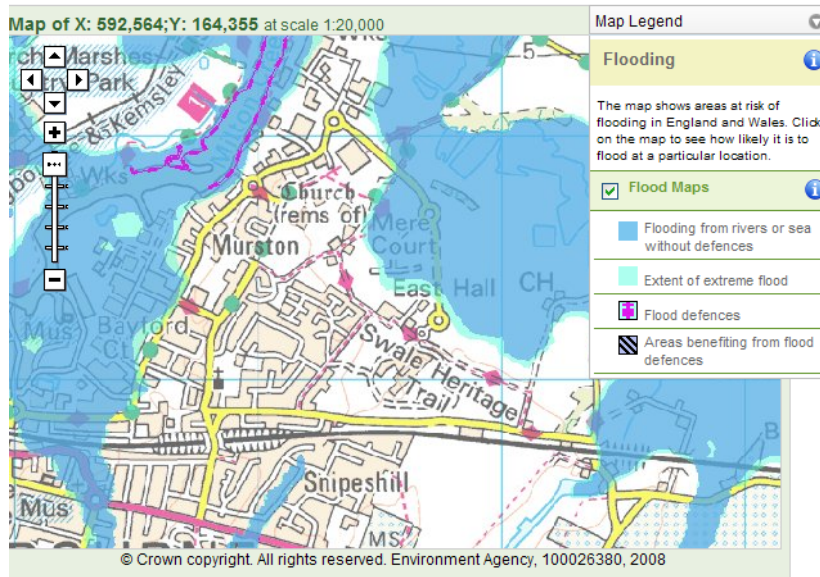 Map of X: 592,564;Y: 164,355 at scale 1:20,000
Map Legend
Flooding
The map shows areas at risk of
flooding in England and Wales. Click
on the map to see how likely it is to
flood at a particular location.
Flood Maps
Flooding from rivers or sea
without defences
Extent of extreme flood
Flood defences
Areas benefiting from flood
defences
Marshes
Park
& Kemsley
Wks
Wks
5
Church
(rems of)
Murston
Mere
Court
East Hall
CH
Mus
Bayford
Ct
Swale Heritage
Trail
Snipeshill
Mus
MS
B
© Crown copyright. All rights reserved. Environment Agency, 100026380, 2008